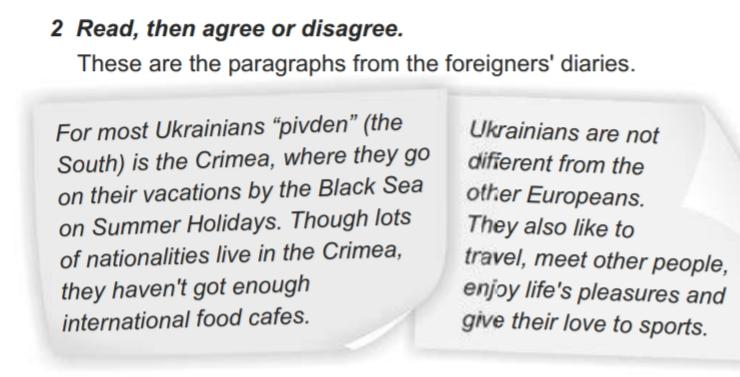 2 Read, then agree or disagree.
These are the paragraphs from the foreigners' diaries.
For most Ukrainians “pivden” (the
South) is the Crimea, where they go
on their vacations by the Black Sea
on Summer Holidays. Though lots
of nationalities live in the Crimea,
they haven't got enough
international food cafes.
Ukrainians are not
different from the
other Europeans.
They also like to
travel, meet other people,
enjoy life's pleasures and
give their love to sports.